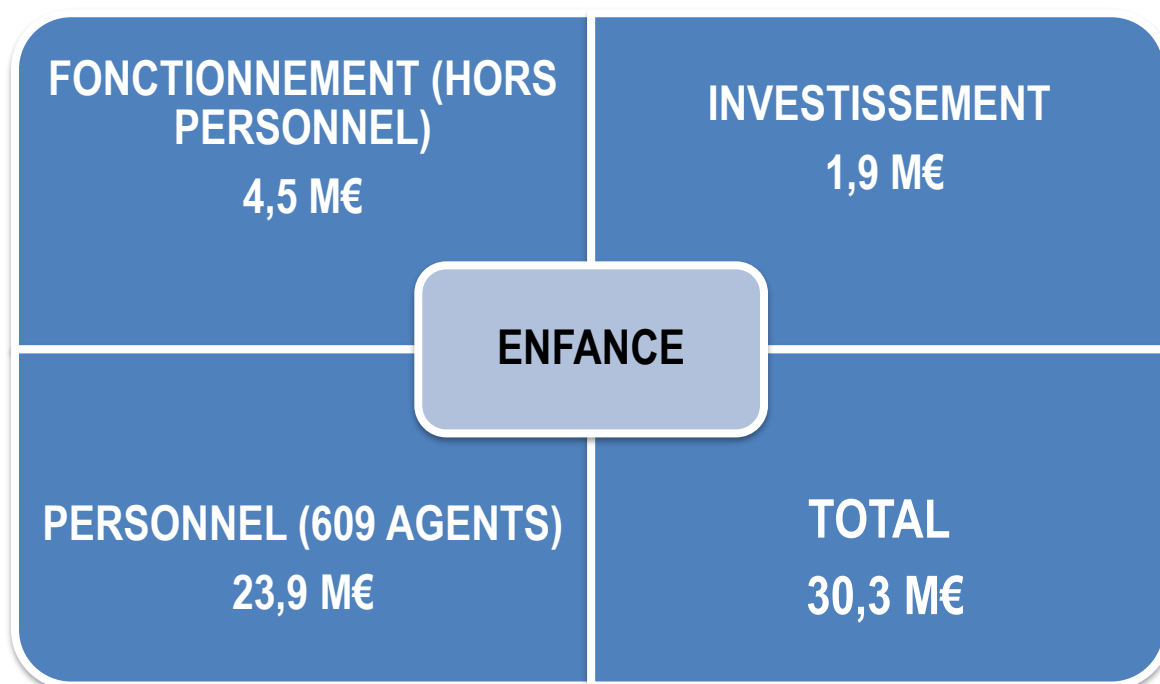 FONCTIONNEMENT (HORS
PERSONNEL)
4,5 M€
INVESTISSEMENT
1,9 M€
ENFANCE
PERSONNEL (609 AGENTS)
23,9 M€
TOTAL
30,3 M€